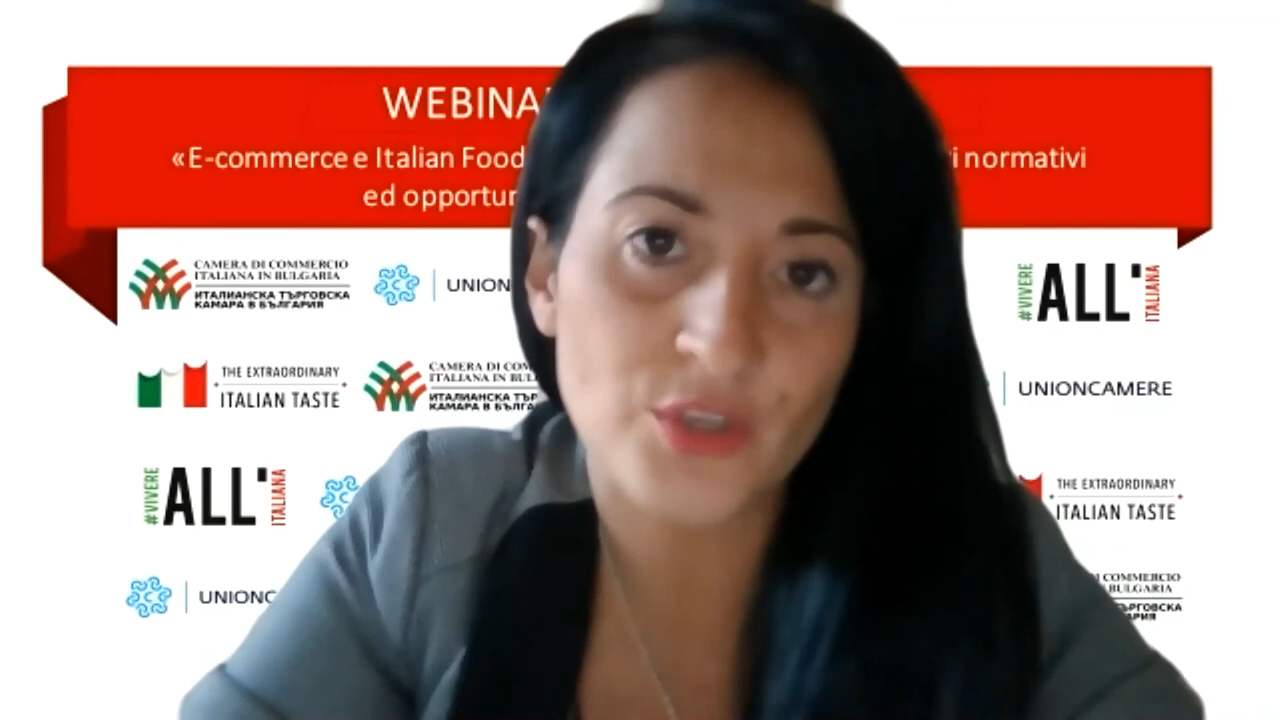 WEBINA
«E-commerce e Italian Food
i normativi
ed opportun
CAMERA DI COMMERCIO
ITALIANA IN BULGARIA
ИТАЛИАНСКА ТЪРГОВСКА
КАМАРА В БЪЛГАРИЯ
UNION
#VIVERE
ALL'
ITALIANA
THE EXTRAORDINARY
ITALIAN TASTE
CAMERA DI COM
ITALIANA IN BUL
ИТАЛИАНСКА ТЪР
КАМАРА В БЪЛГА
UNIONCAMERE
#VIVERE
ALL'
ITALIANA
THE EXTRAORDINARY
ITALIAN TASTE
UNIONC
I COMMERCIO
BULGARIA
ЪРГОВСКА
АРИЯ